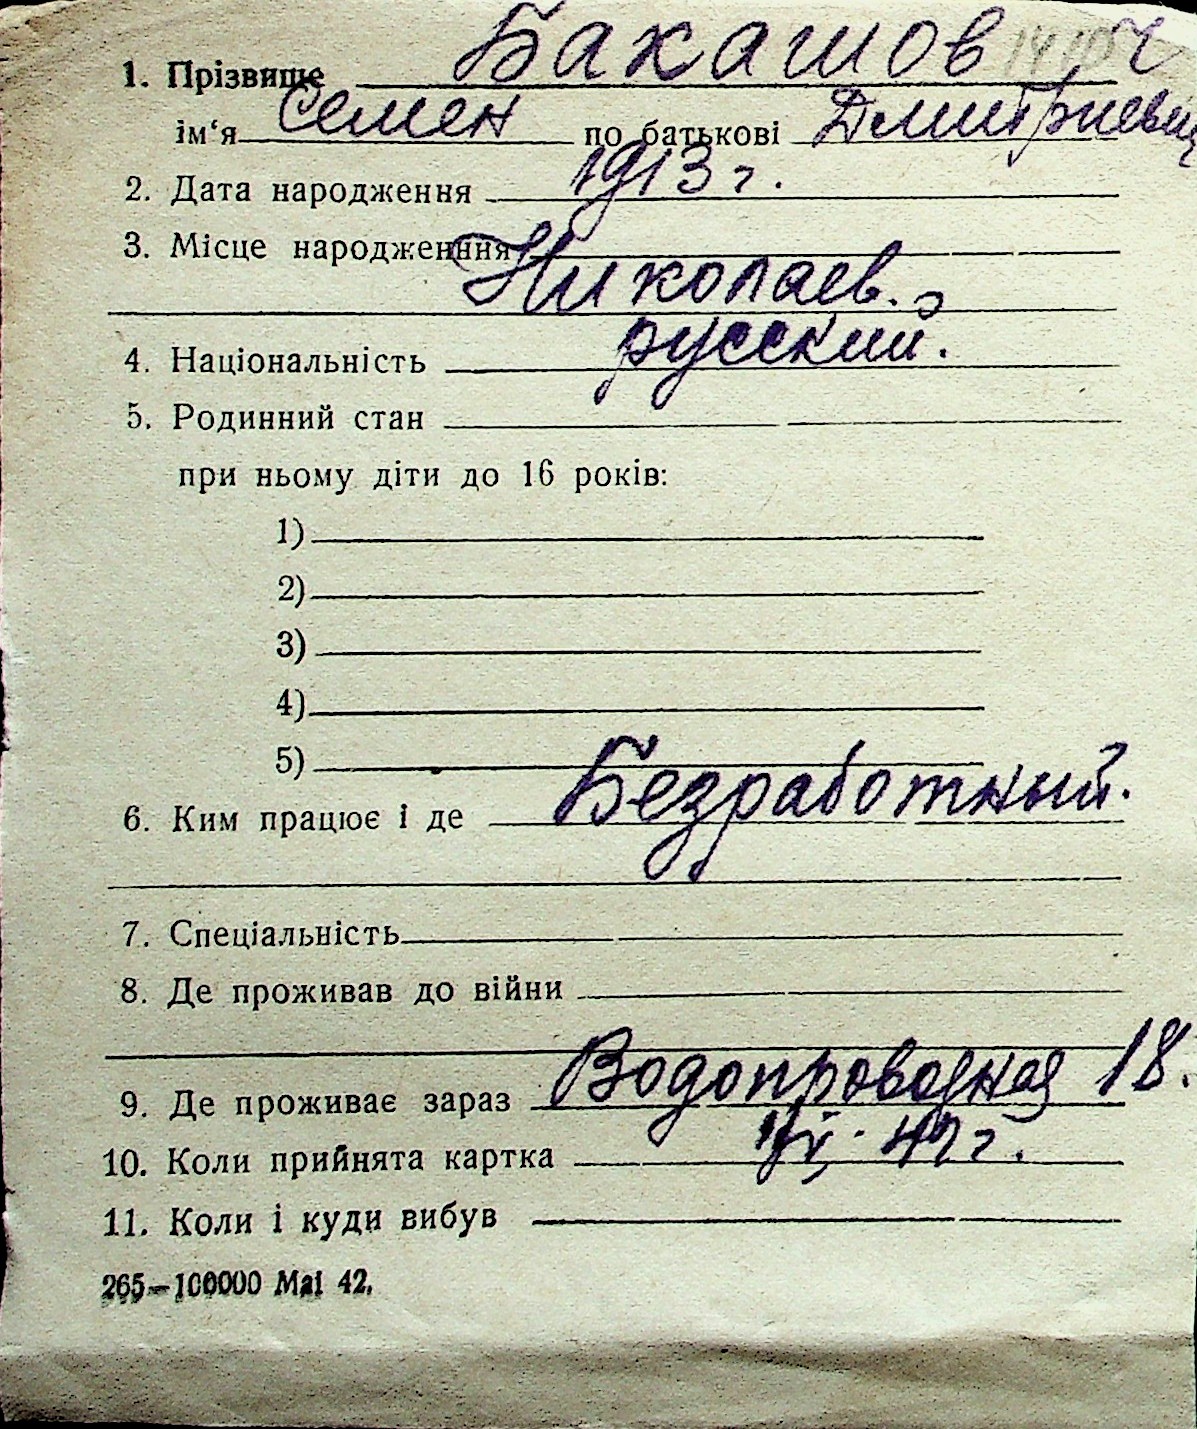 1. Прізвище Бакашов
ім‘я Семен по батькові Дмитриевич
2. Дата народження 1913 г.
3. Місце народження
Николаев.
4. Національність русский.
5. Родинний стан
при ньому діти до 16 років:
1)
2)
3)
4)
5)
6. Ким працює і де Безработный.
7. Спеціальність
8. Де проживав до війни
9. Де проживає зараз Водопроводная 18.
10. Коли прийнята картка
11. Коли і куди вибув
265—100000 Mai 42.